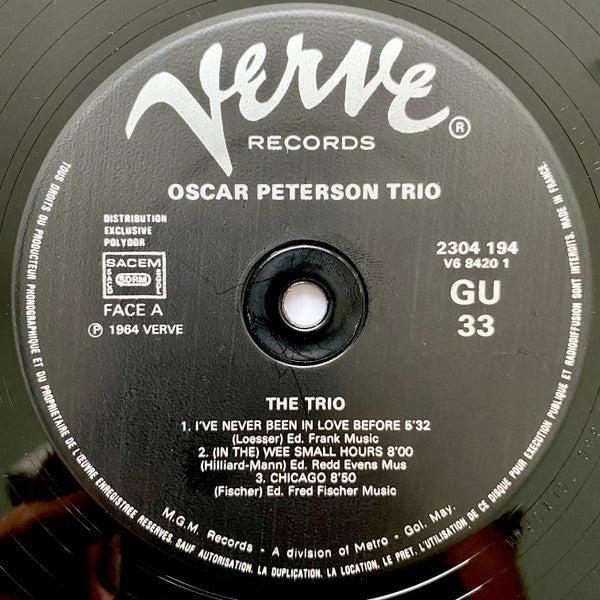 Verve®
RECORDS
OSCAR PETERSON TRIO
DISTRIBUTION
EXCLUSIVE
POLYDOR
SACEM
SACD SDRM SGDL
FACE A
℗ 1964 VERVE
2304 194
V6 8420 1
GU
33
THE TRIO
1. I'VE NEVER BEEN IN LOVE BEFORE 5'32
(Loesser) Ed. Frank Music
2. (IN THE) WEE SMALL HOURS 8'00
(Hilliard-Mann) Ed. Redd Evens Mus
3. CHICAGO 8'50
(Fischer) Ed. Fred Fischer Music
M.G.M. Records - A division of Metro - Gol. May.
TOUS DROITS DU PRODUCTEUR PHONOGRAPHIQUE ET DU PROPRIETAIRE DE L'ŒUVRE ENREGISTREE RESERVES. SAUF AUTORISATION. LA DUPLICATION. LA LOCATION. LE PRET. L'UTILISATION DE CE DISQUE POUR EXECUTION PUBLIQUE ET RADIODIFFUSION SONT INTERDITS. MADE IN FRANCE.